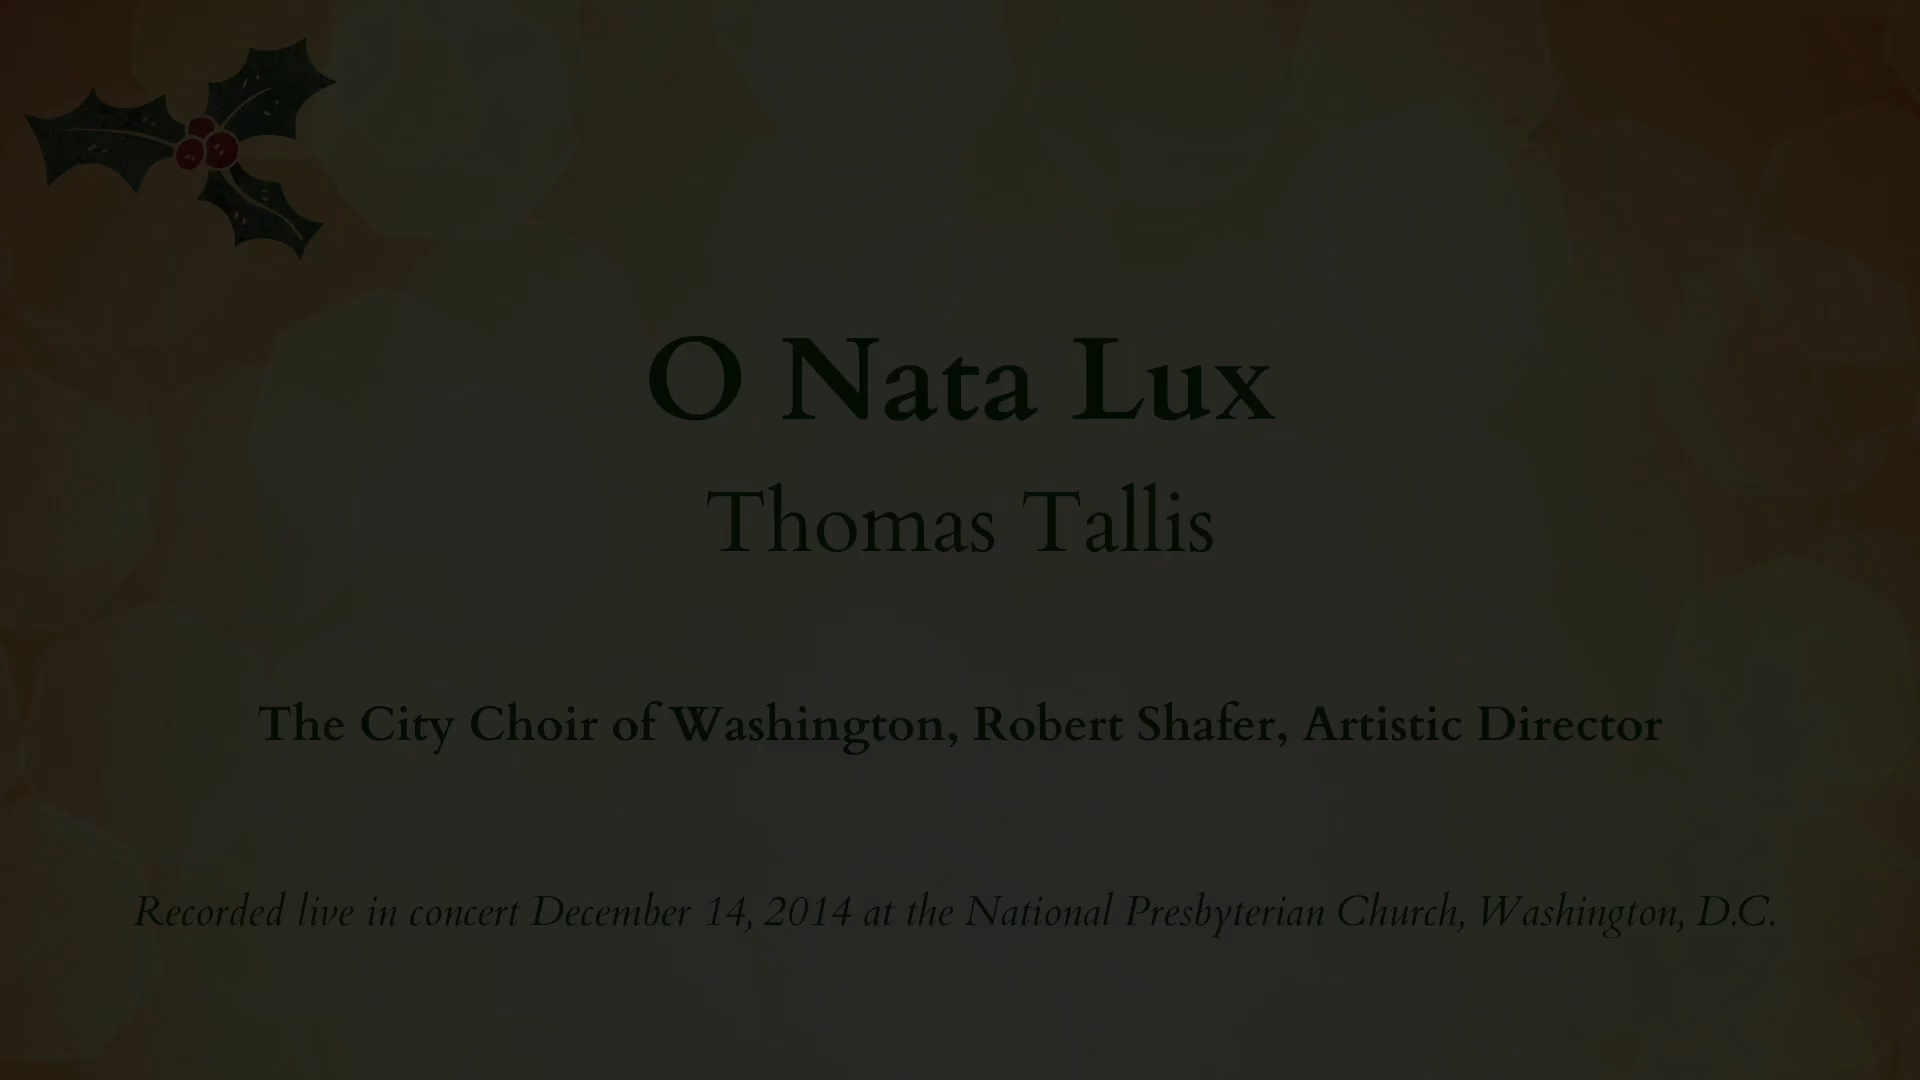 O Nata Lux
Thomas Tallis
The City Choir of Washington, Robert Shafer, Artistic Director
Recorded live in concert December 14, 2014 at the National Presbyterian Church, Washington, D.C.